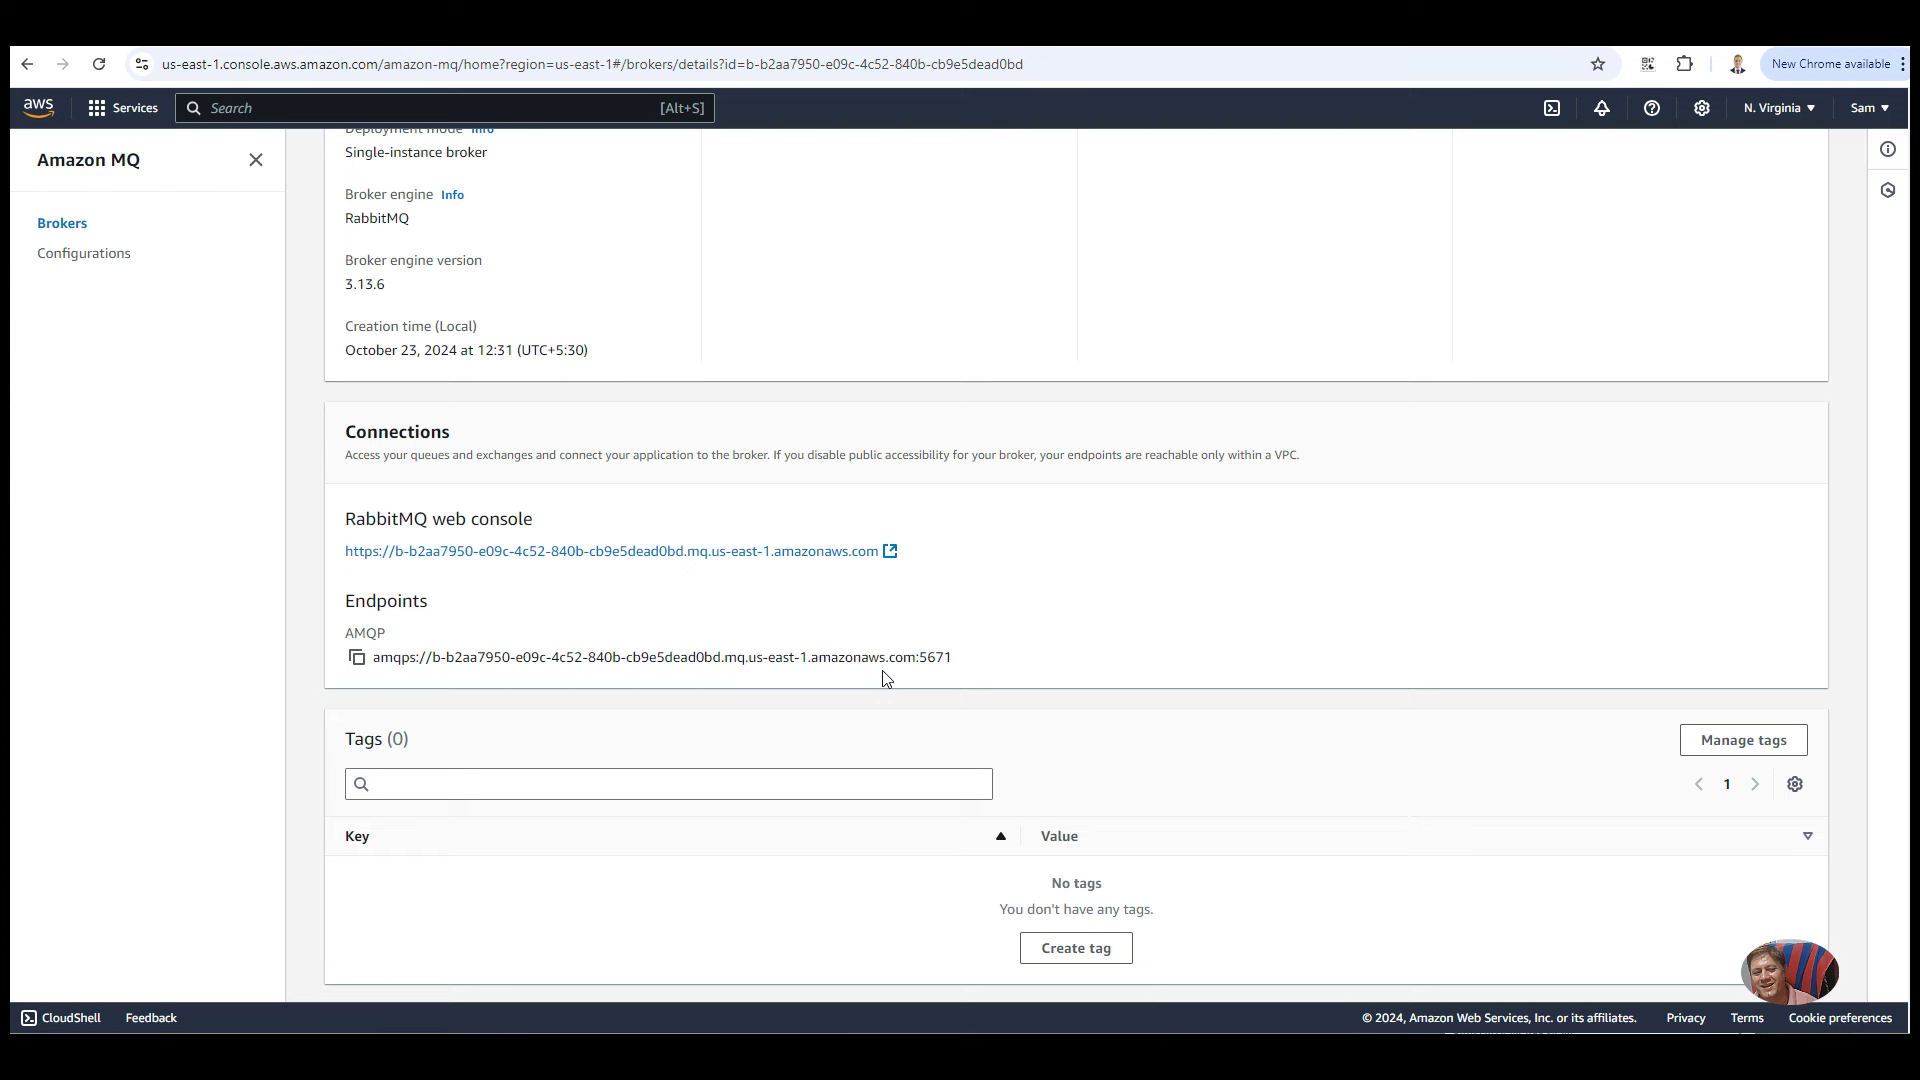 us-east-1.console.aws.amazon.com/amazon-mq/home?region=us-east-1#/brokers/details?id=b-b2aa7950-e09c-4c52-840b-cb9e5dead0bd
New Chrome available
aws
Services
Search
[Alt+S]
N. Virginia
Sam
Amazon MQ
Brokers
Configurations
Deployment mode Info
Single-instance broker
Broker engine Info
RabbitMQ
Broker engine version
3.13.6
Creation time (Local)
October 23, 2024 at 12:31 (UTC+5:30)
Connections
Access your queues and exchanges and connect your application to the broker. If you disable public accessibility for your broker, your endpoints are reachable only within a VPC.
RabbitMQ web console
https://b-b2aa7950-e09c-4c52-840b-cb9e5dead0bd.mq.us-east-1.amazonaws.com
Endpoints
AMQP
amqps://b-b2aa7950-e09c-4c52-840b-cb9e5dead0bd.mq.us-east-1.amazonaws.com:5671
Tags (0)
Manage tags
1
Key
Value
No tags
You don't have any tags.
Create tag
CloudShell
Feedback
© 2024, Amazon Web Services, Inc. or its affiliates.
Privacy
Terms
Cookie preferences